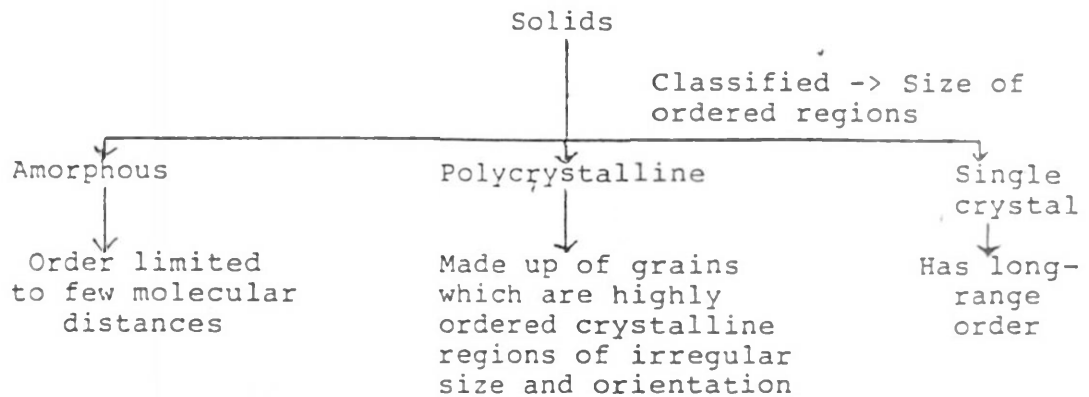 Solids
Classified -> Size of
ordered regions
Amorphous
Polycrystalline
Single
crystal
Order limited
to few molecular
distances
Made up of grains
which are highly
ordered crystalline
regions of irregular
size and orientation
Has long-
range
order